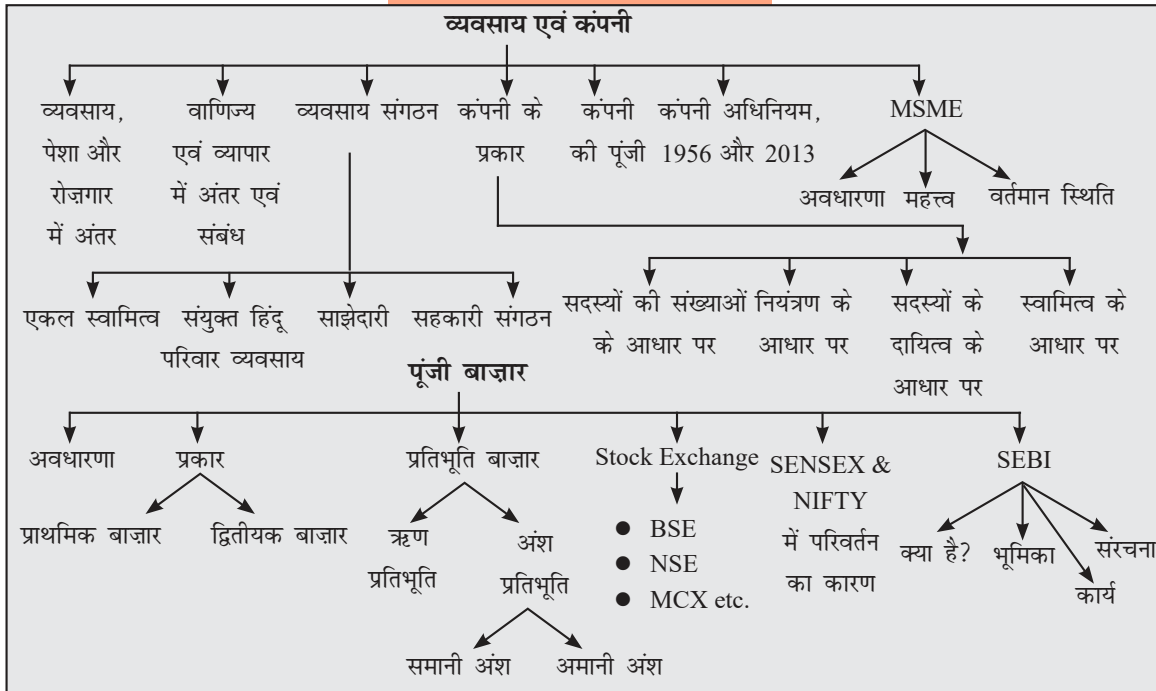 व्यवसाय एवं कंपनी
व्यवसाय,
पेशा और
रोज़गार
में अंतर
वाणिज्य
एवं व्यापार
में अंतर एवं
संबंध
व्यवसाय संगठन
कंपनी के
प्रकार
कंपनी
की पूंजी
कंपनी अधिनियम,
1956 और 2013
MSME
अवधारणा
महत्त्व
वर्तमान स्थिति
एकल स्वामित्व
संयुक्त हिंदू
परिवार व्यवसाय
साझेदारी
सहकारी संगठन
सदस्यों की संख्याओं
के आधार पर
नियंत्रण के
आधार पर
सदस्यों के
दायित्व के
आधार पर
स्वामित्व के
आधार पर
पूंजी बाज़ार
अवधारणा
प्रकार
प्राथमिक बाज़ार
द्वितीयक बाज़ार
प्रतिभूति बाज़ार
ऋण
प्रतिभूति
अंश
प्रतिभूति
समानी अंश
अमानी अंश
Stock Exchange
● BSE
● NSE
● MCX etc.
SENSEX &
NIFTY
में परिवर्तन
का कारण
SEBI
क्या है?
भूमिका
कार्य
संरचना